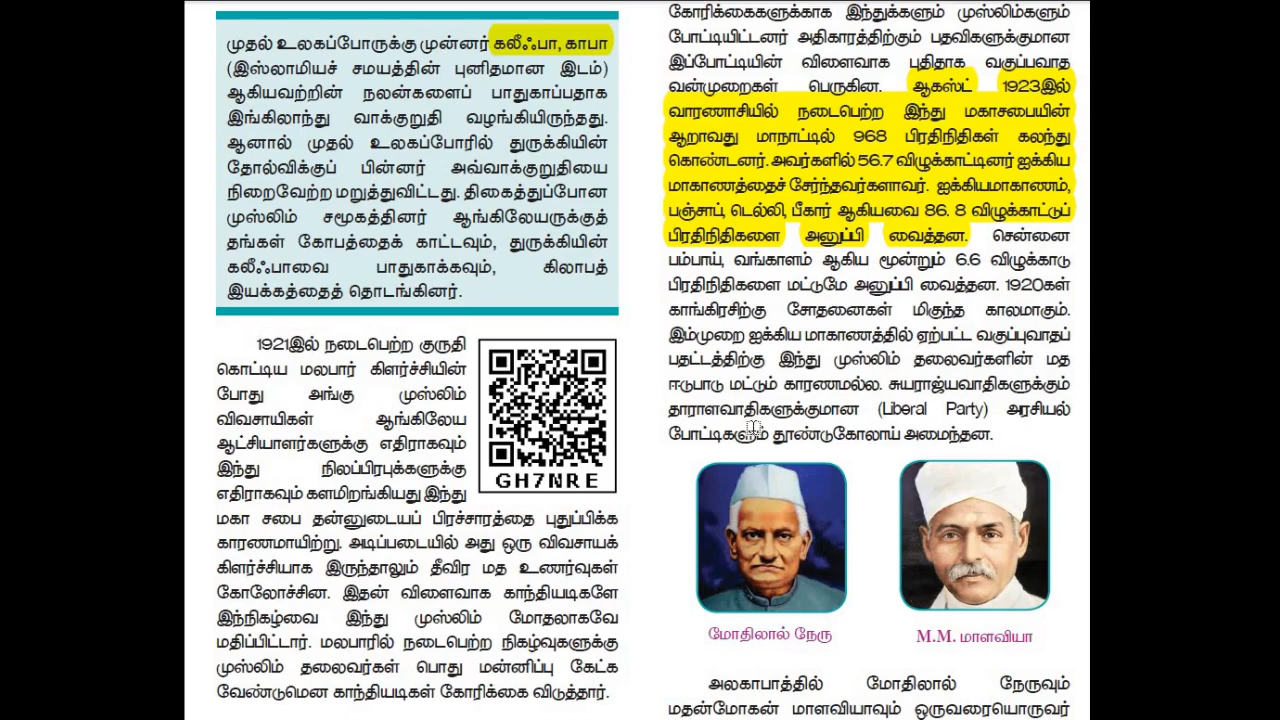 முதல் உலகப்போருக்கு முன்னர் கலீஃபா, காபா
(இஸ்லாமியச் சமயத்தின் புனிதமான இடம்)
ஆகியவற்றின் நலன்களைப் பாதுகாப்பதாக
இங்கிலாந்து வாக்குறுதி வழங்கியிருந்தது.
ஆனால் முதல் உலகப்போரில் துருக்கியின்
தோல்விக்குப் பின்னர் அவ்வாக்குறுதியை
நிறைவேற்ற மறுத்துவிட்டது. திகைத்துப்போன
முஸ்லிம் சமூகத்தினர் ஆங்கிலேயருக்குத்
தங்கள் கோபத்தைக் காட்டவும், துருக்கியின்
கலீஃபாவை பாதுகாக்கவும், கிலாபத்
இயக்கத்தைத் தொடங்கினர்.
1921இல் நடைபெற்ற குருதி
கொட்டிய மலபார் கிளர்ச்சியின்
போது அங்கு முஸ்லிம்
விவசாயிகள் ஆங்கிலேய
ஆட்சியாளர்களுக்கு எதிராகவும்
இந்து நிலப்பிரபுக்களுக்கு
எதிராகவும் களமிறங்கியது இந்து
மகா சபை தன்னுடையப் பிரச்சாரத்தை புதுப்பிக்க
காரணமாயிற்று. அடிப்படையில் அது ஒரு விவசாயக்
கிளர்ச்சியாக இருந்தாலும் தீவிர மத உணர்வுகள்
கோலோச்சின. இதன் விளைவாக காந்தியடிகளே
இந்நிகழ்வை இந்து முஸ்லிம் மோதலாகவே
மதிப்பிட்டார். மலபாரில் நடைபெற்ற நிகழ்வுகளுக்கு
முஸ்லிம் தலைவர்கள் பொது மன்னிப்பு கேட்க
வேண்டுமென காந்தியடிகள் கோரிக்கை விடுத்தார்.
GH7NRE
கோரிக்கைகளுக்காக இந்துக்களும் முஸ்லிம்களும்
போட்டியிட்டனர் அதிகாரத்திற்கும் பதவிகளுக்குமான
இப்போட்டியின் விளைவாக புதிதாக வகுப்பவாத
வன்முறைகள் பெருகின. ஆகஸ்ட் 1923இல்
வாரணாசியில் நடைபெற்ற இந்து மகாசபையின்
ஆறாவது மாநாட்டில் 968 பிரதிநிதிகள் கலந்து
கொண்டனர். அவர்களில் 56.7 விழுக்காட்டினர் ஐக்கிய
மாகாணத்தைச் சேர்ந்தவர்களாவர். ஐக்கியமாகாணம்,
பஞ்சாப், டெல்லி, பீகார் ஆகியவை 86. 8 விழுக்காட்டுப்
பிரதிநிதிகளை அனுப்பி வைத்தன. சென்னை
பம்பாய், வங்காளம் ஆகிய மூன்றும் 6.6 விழுக்காடு
பிரதிநிதிகளை மட்டுமே அனுப்பி வைத்தன. 1920கள்
காங்கிரசிற்கு சோதனைகள் மிகுந்த காலமாகும்.
இம்முறை ஐக்கிய மாகாணத்தில் ஏற்பட்ட வகுப்புவாதப்
பதட்டத்திற்கு இந்து முஸ்லிம் தலைவர்களின் மத
ஈடுபாடு மட்டும் காரணமல்ல. சுயராஜ்யவாதிகளுக்கும்
தாராளவாதிகளுக்குமான (Liberal Party) அரசியல்
போட்டிகளும் தூண்டுகோலாய் அமைந்தன.
மோதிலால் நேரு
M.M. மாளவியா
அலகாபாத்தில் மோதிலால் நேருவும்
மதன்மோகன் மாளவியாவும் ஒருவரையொருவர்